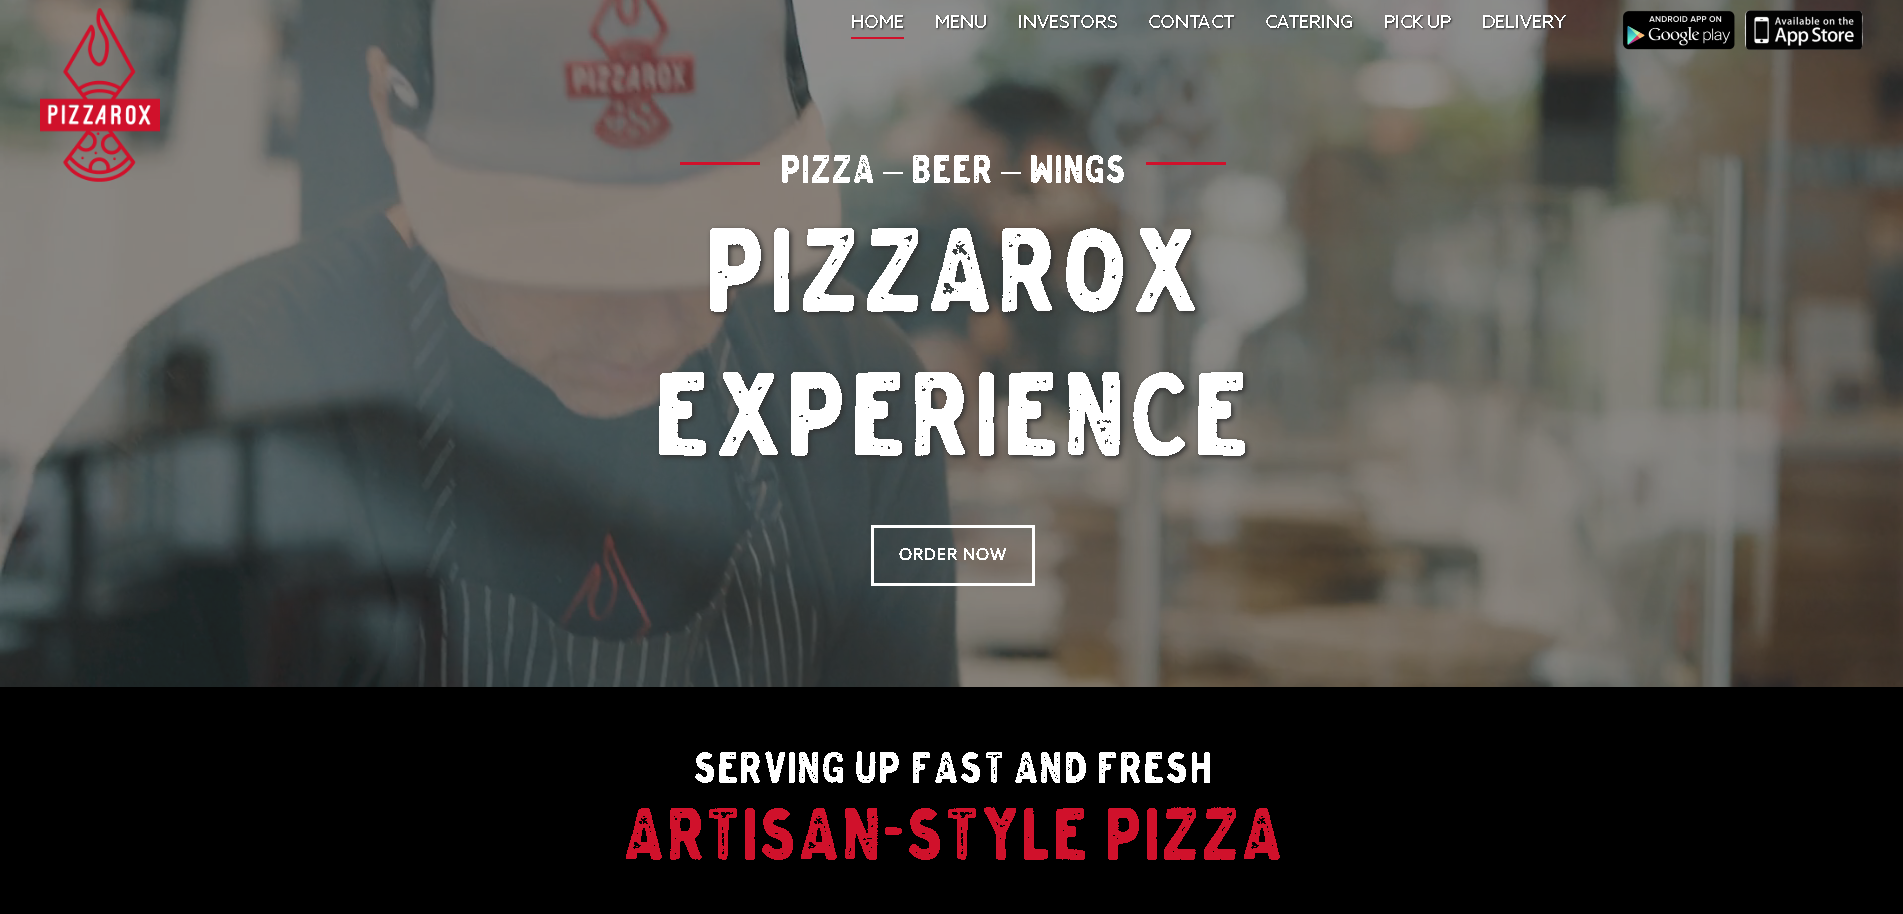 HOME MENU INVESTORS CONTACT CATERING PICK UP DELIVERY
ANDROID APP ON
Google play
Available on the
App Store
PIZZAROX
PIZZAROX
PIZZA – BEER – WINGS
PIZZAROX
EXPERIENCE
ORDER NOW
SERVING UP FAST AND FRESH
ARTISAN-STYLE PIZZA